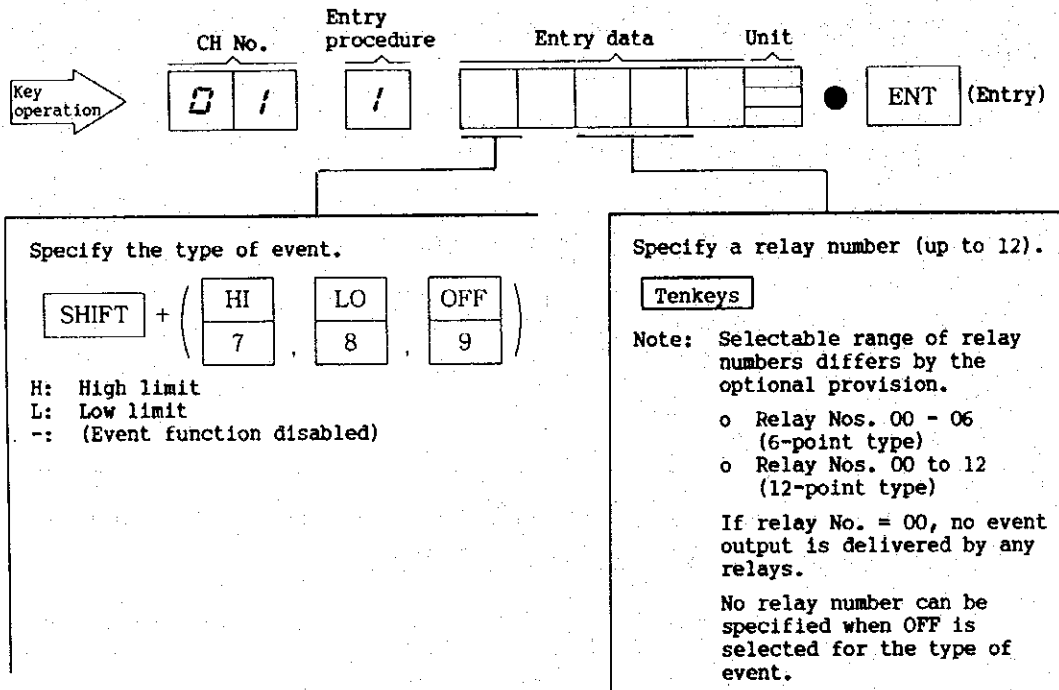 Entry
CH No. procedure Entry data Unit
Key
operation
0 1 1 ENT (Entry)
Specify the type of event.
SHIFT + ( HI , LO , OFF )
7 8 9
H: High limit
L: Low limit
-: (Event function disabled)
Specify a relay number (up to 12).
Tenkeys
Note: Selectable range of relay
numbers differs by the
optional provision.
o Relay Nos. 00 - 06
(6-point type)
o Relay Nos. 00 to 12
(12-point type)
If relay No. = 00, no event
output is delivered by any
relays.
No relay number can be
specified when OFF is
selected for the type of
event.